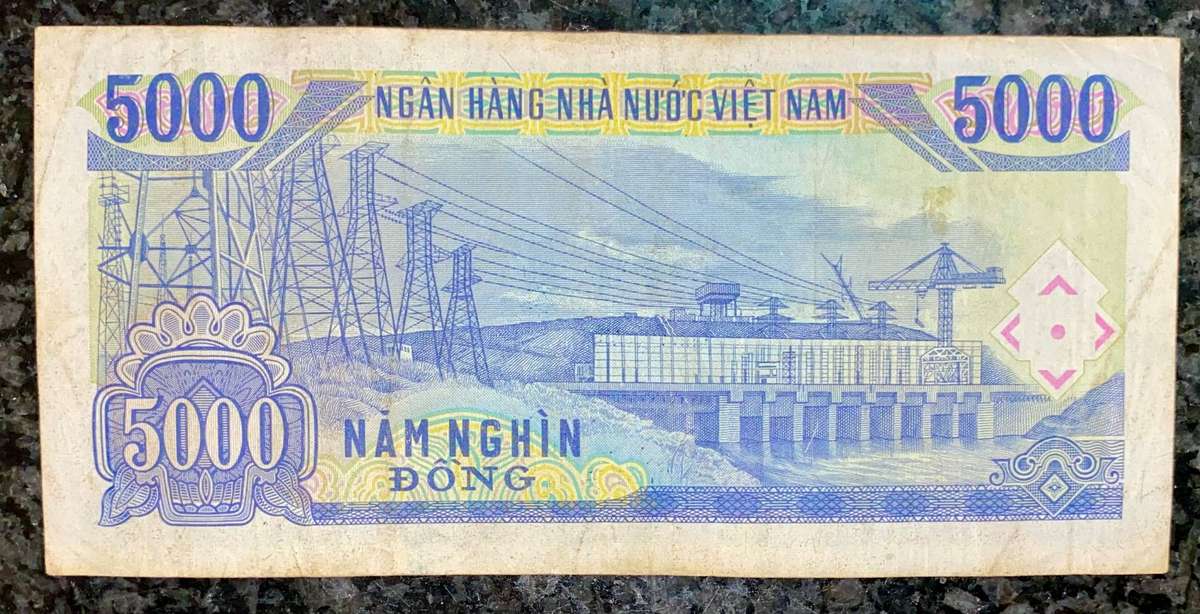 5000 NGÂN HÀNG NHÀ NƯỚC VIỆT NAM 5000
5000
NĂM NGHÌN
ĐỒNG